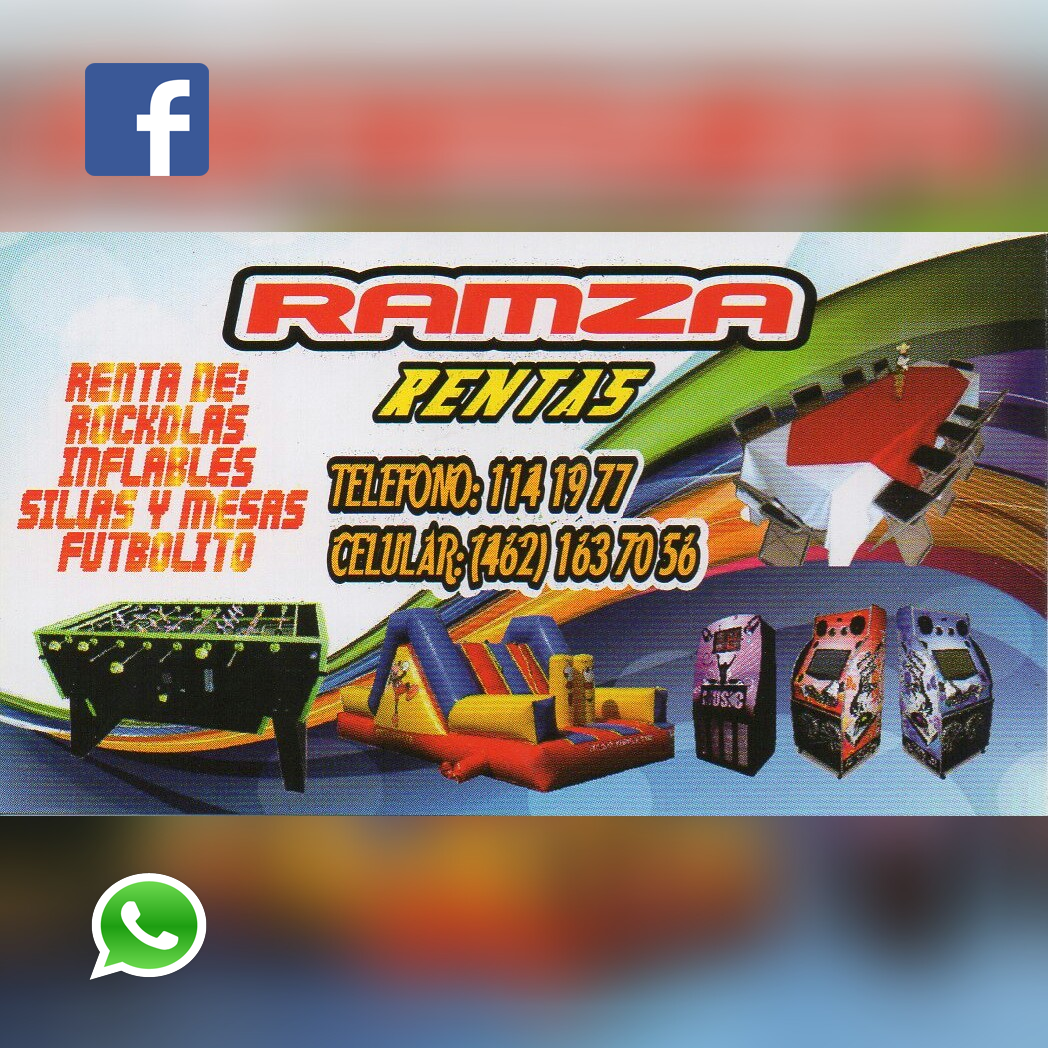 f
RAMZA
RENTAS
RENTA DE:
ROCKOLAS
INFLABLES
SILLAS Y MESAS
FUTBOLITO
TELEFONO: 114 19 77
CELULAR: (462) 163 70 56
MUSIC